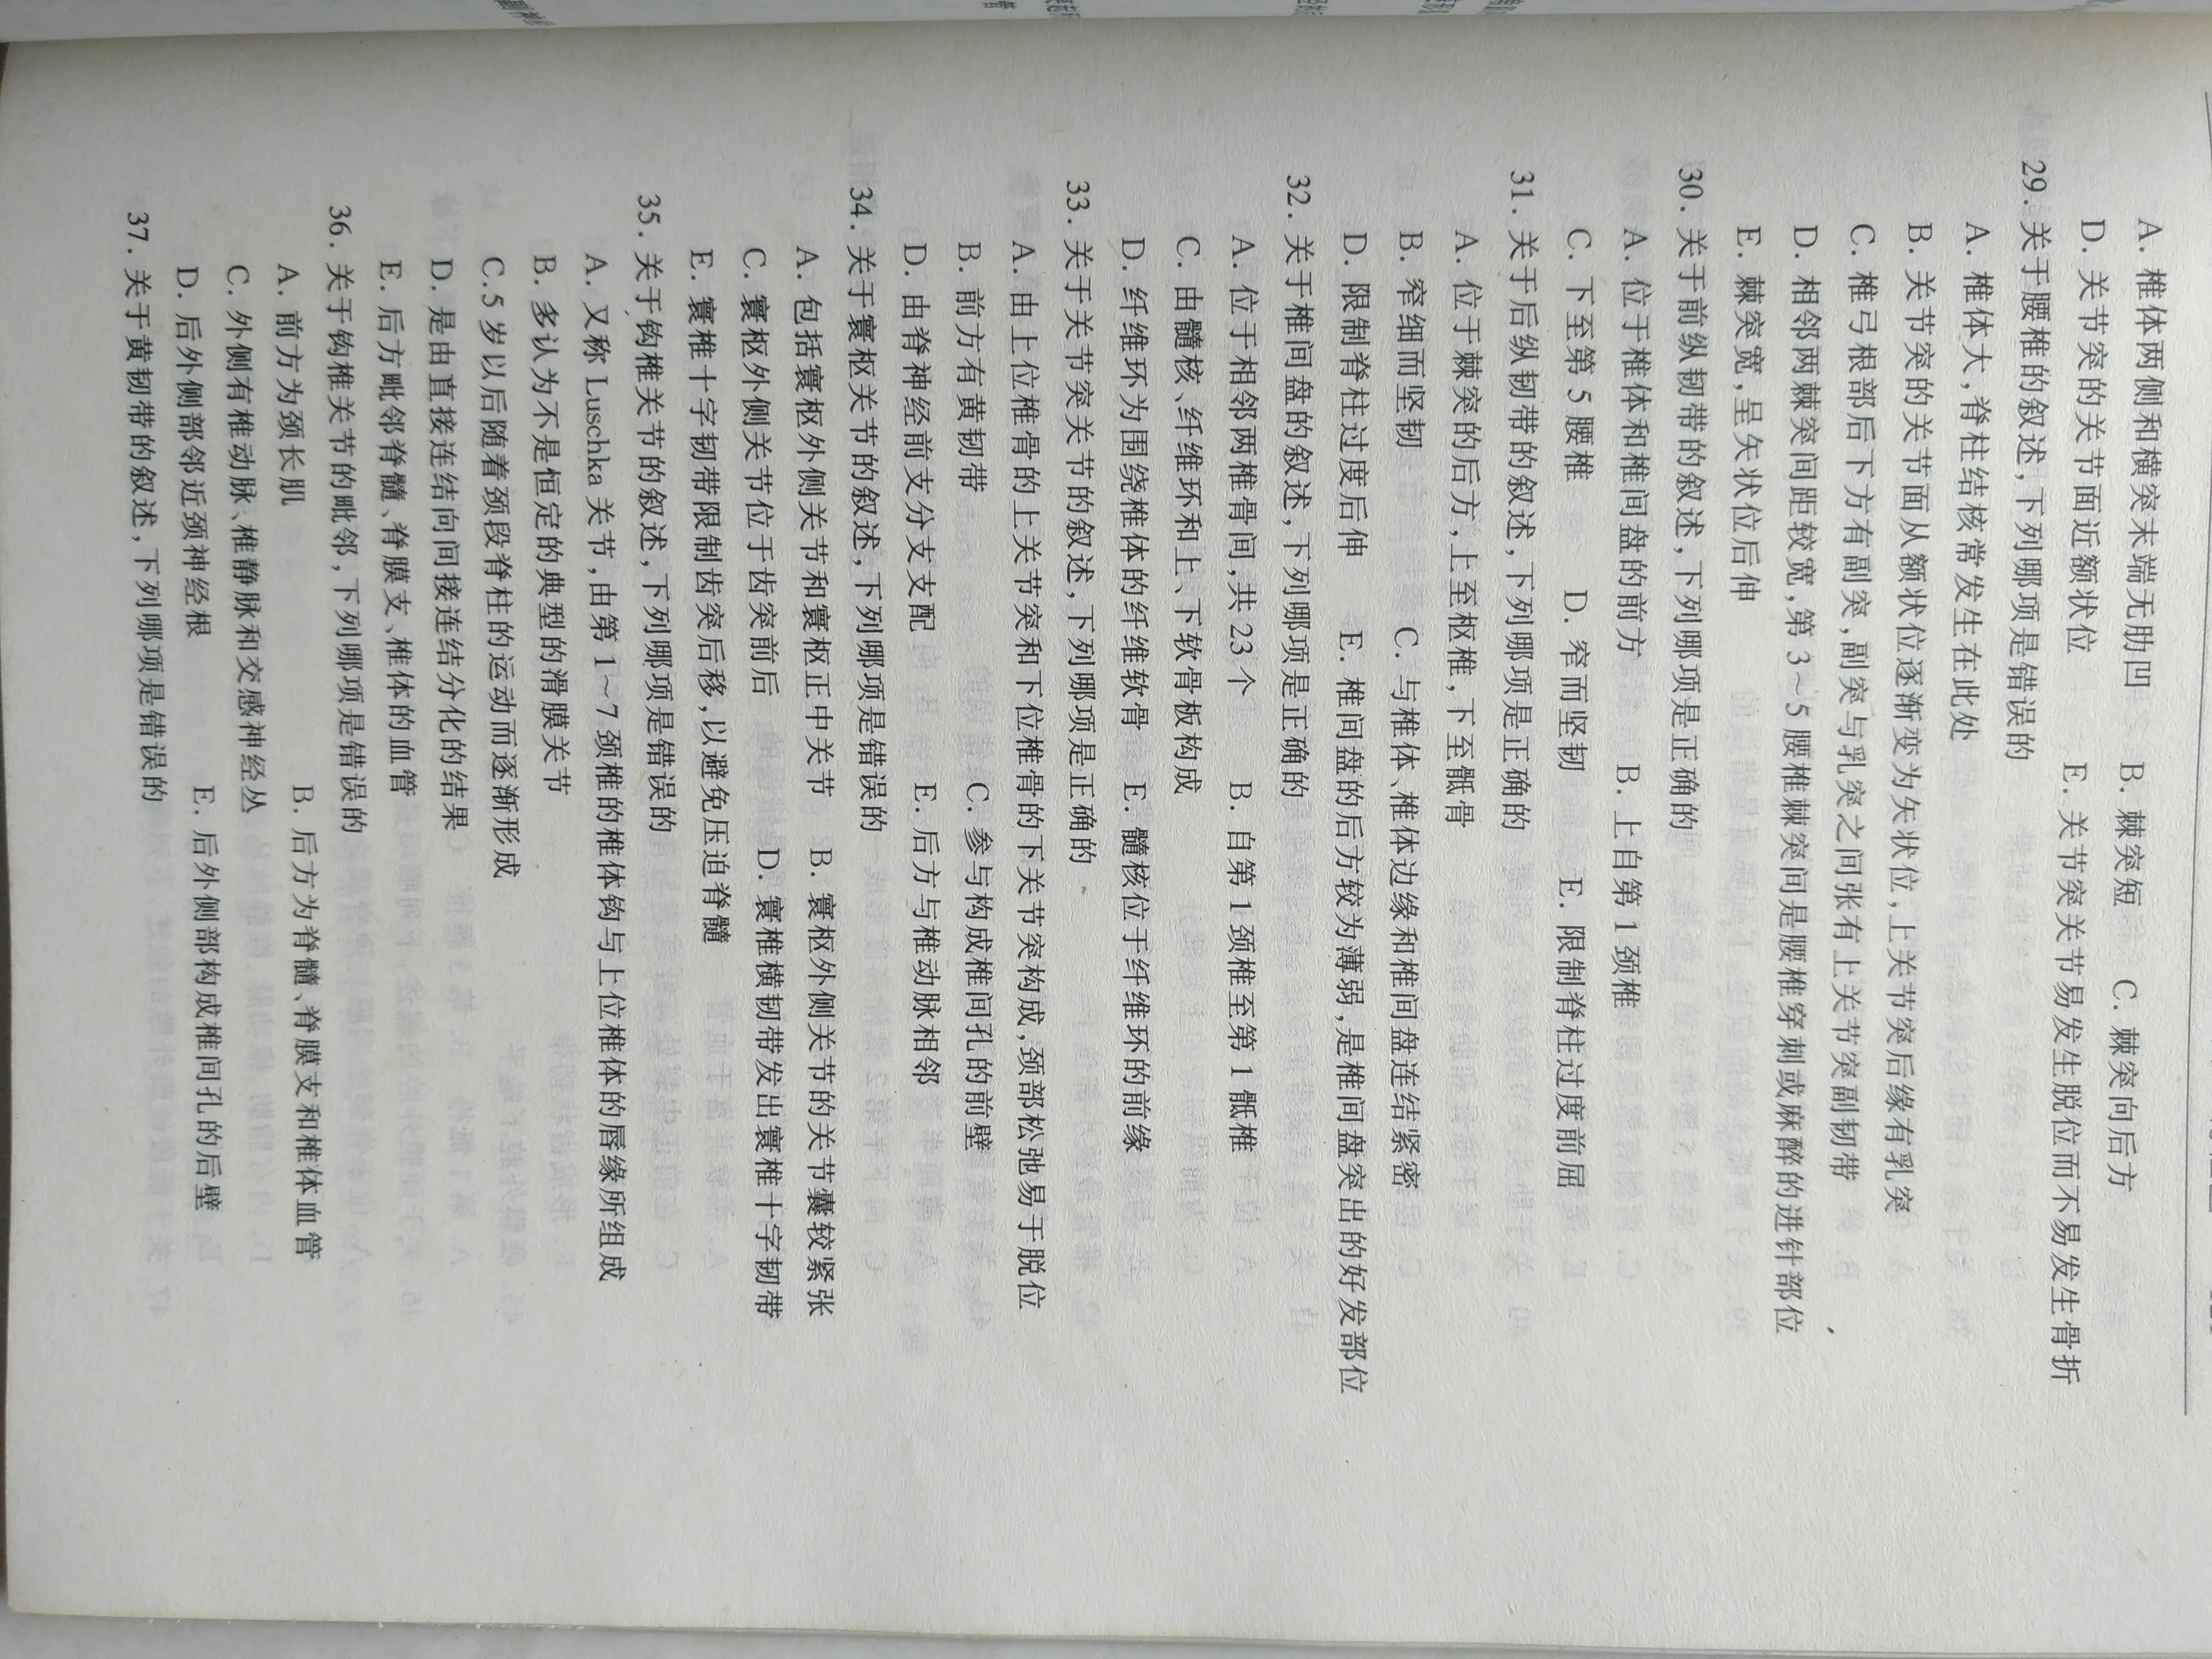 A. 椎体两侧和横突末端无肋凹 B. 棘突短 C. 棘突向后方
D. 关节突的关节面近额状位 E. 关节突关节易发生脱位而不易发生骨折
29. 关于腰椎的叙述,下列哪项是错误的
A. 椎体大,脊柱结核常发生在此处
B. 关节突的关节面从额状位逐渐变为矢状位,上关节突后缘有乳突
C. 椎弓根部后下方有副突,副突与乳突之间张有上关节突副韧带
D. 相邻两棘突间距较宽,第3~5腰椎棘突间是腰椎穿刺或麻醉的进针部位
E. 棘突宽,呈矢状位后伸
30. 关于前纵韧带的叙述,下列哪项是正确的
A. 位于椎体和椎间盘的前方 B. 上自第1颈椎
C. 下至第5腰椎 D. 窄而坚韧 E. 限制脊柱过度前屈
31. 关于后纵韧带的叙述,下列哪项是正确的
A. 位于棘突的后方,上至枢椎,下至骶骨
B. 窄细而坚韧 C. 与椎体、椎体边缘和椎间盘连结紧密
D. 限制脊柱过度后伸 E. 椎间盘的后方较为薄弱,是椎间盘突出的好发部位
32. 关于椎间盘的叙述,下列哪项是正确的
A. 位于相邻两椎骨间,共23个 B. 自第1颈椎至第1骶椎
C. 由髓核、纤维环和上、下软骨板构成
D. 纤维环为围绕椎体的纤维软骨 E. 髓核位于纤维环的前缘
33. 关于关节突关节的叙述,下列哪项是正确的
A. 由上位椎骨的上关节突和下位椎骨的下关节突构成,颈部松弛易于脱位
B. 前方有黄韧带 C. 参与构成椎间孔的前壁
D. 由脊神经前支分支支配 E. 后方与椎动脉相邻
34. 关于寰枢关节的叙述,下列哪项是错误的
A. 包括寰枢外侧关节和寰枢正中关节 B. 寰枢外侧关节的关节囊较紧张
C. 寰枢外侧关节位于齿突前后 D. 寰椎横韧带发出寰椎十字韧带
E. 寰椎十字韧带限制齿突后移,以避免压迫脊髓
35. 关于钩椎关节的叙述,下列哪项是错误的
A. 又称Luschka关节,由第1~7颈椎的椎体钩与上位椎体的唇缘所组成
B. 多认为不是恒定的典型的滑膜关节
C.5岁以后随着颈段脊柱的运动而逐渐形成
D. 是由直接连结向间接连结分化的结果
E. 后方毗邻脊髓、脊膜支、椎体的血管
36. 关于钩椎关节的毗邻,下列哪项是错误的
A. 前方为颈长肌 B. 后方为脊髓、脊膜支和椎体血管
C. 外侧有椎动脉、椎静脉和交感神经丛
D. 后外侧部邻近颈神经根 E. 后外侧部构成椎间孔的后壁
37. 关于黄韧带的叙述,下列哪项是错误的